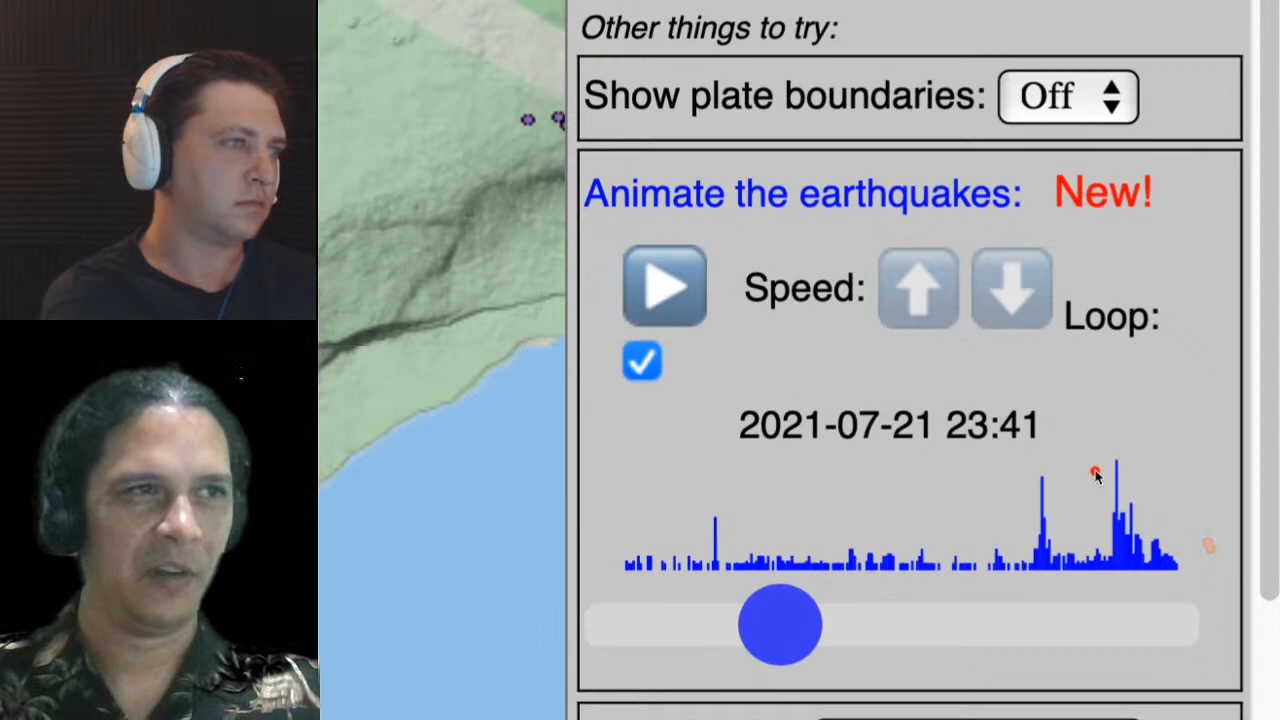 Other things to try:
Show plate boundaries: Off
Animate the earthquakes: New!
Speed:
Loop:
2021-07-21 23:41